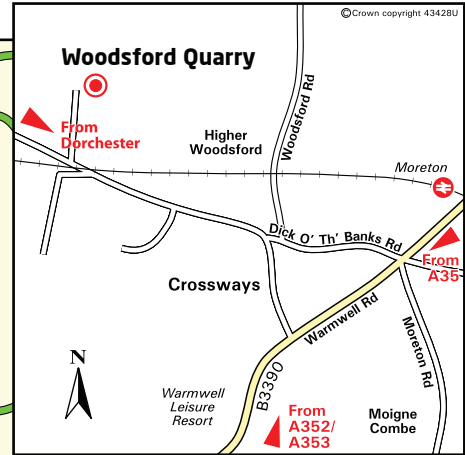 ©Crown copyright 43428U
Woodsford Quarry
From
Dorchester
Higher
Woodsford
Woodsford Rd
Moreton
Dick O' Th' Banks Rd
From
A35
Crossways
Warmwell Rd
Moreton Rd
N
B3390
Warmwell
Leisure
Resort
From
A352/
A353
Moigne
Combe